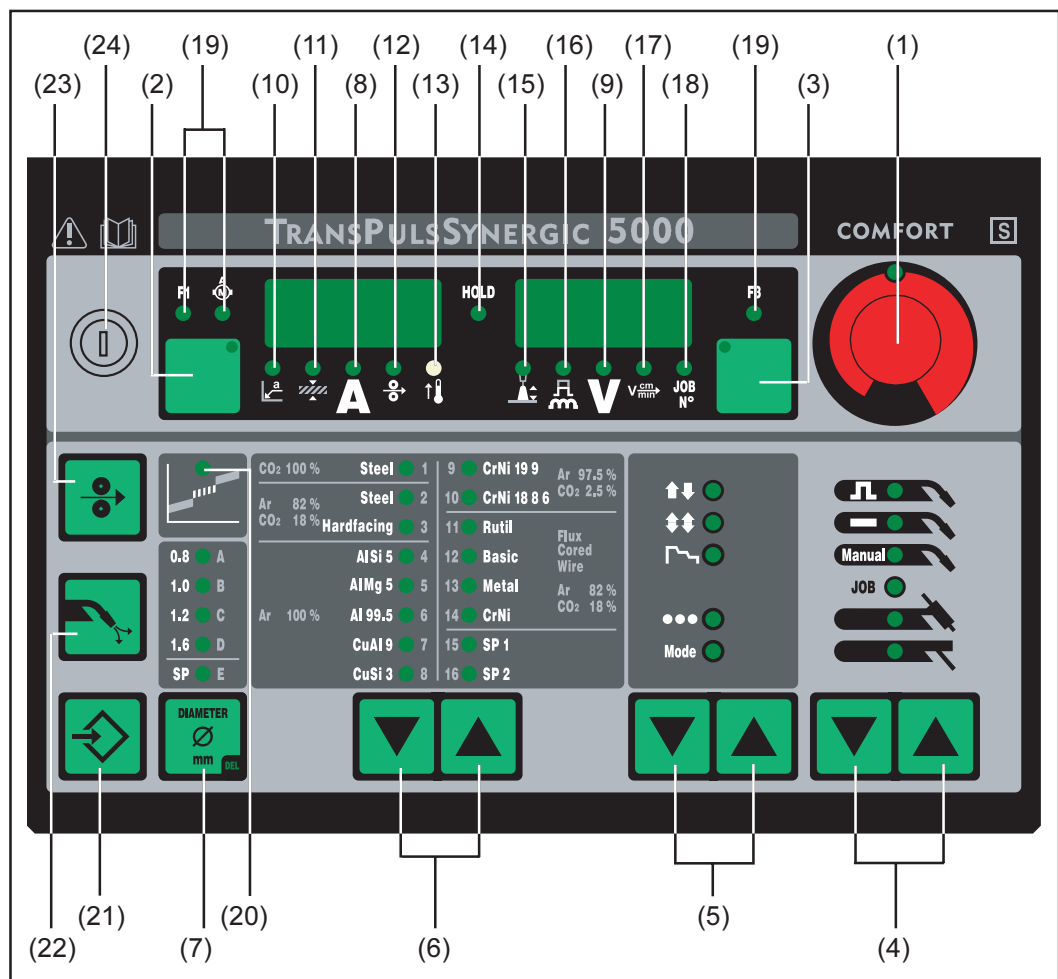 (24) (19) (11) (12) (14) (16) (17) (19) (1)
(23) (2) (10) (8) (13) (15) (9) (18) (3)
TRANSPULSSYNERGIC 5000
COMFORT S
F1 A M HOLD F3
a A V V cm min JOB N°
CO2 100 % Steel 1 9 CrNi 19 9 Ar 97.5 % CO2 2,5 %
Ar 82 % CO2 18 % Steel 2 10 CrNi 18 8 6
Hardfacing 3 11 Rutil Flux Cored Wire
0.8 A AlSi 5 4 12 Basic
1.0 B AlMg 5 5 13 Metal Ar 82 % CO2 18 %
1.2 C Ar 100 % Al 99.5 6 14 CrNi
1.6 D CuAl 9 7 15 SP 1
SP E CuSi 3 8 16 SP 2
Mode
Manual
JOB
DIAMETER
Ø
mm DEL
(21) (20) (5)
(22) (7) (6) (4)